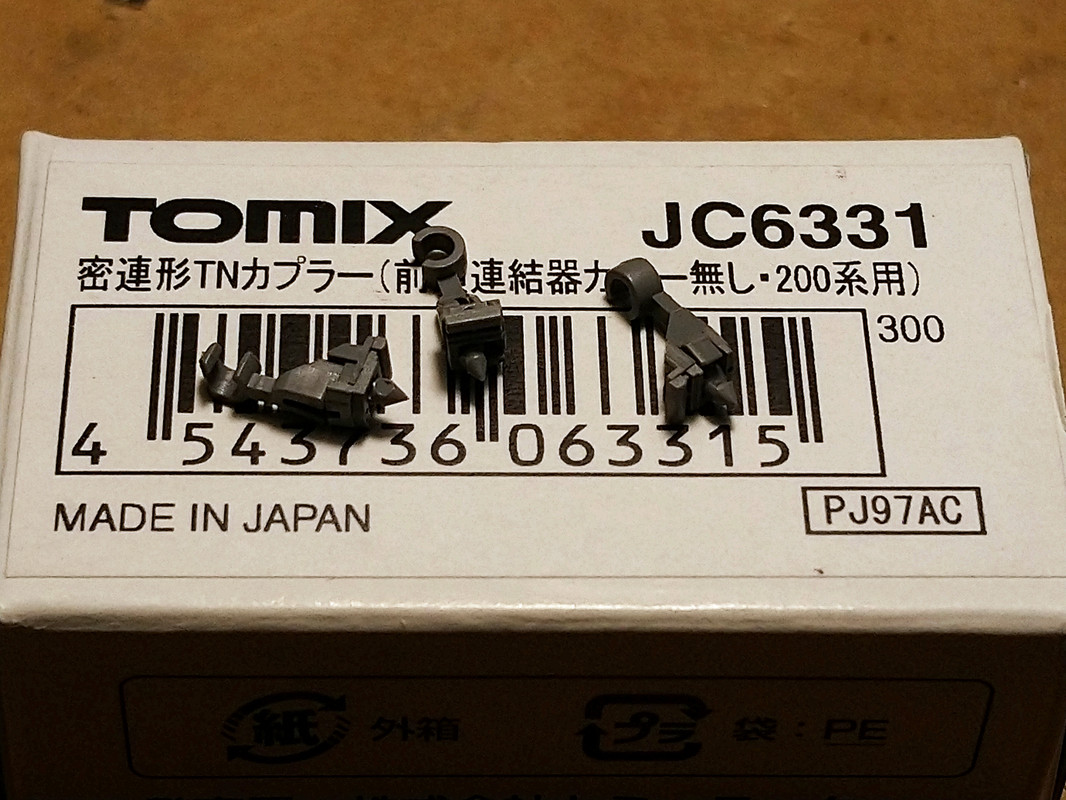 TOMIX
JC6331
密連形TNカプラー(前 連結器カ ー無し・200系用)
300
4 543736 063315
MADE IN JAPAN
PJ97AC
紙 外箱
プラ 袋：PE